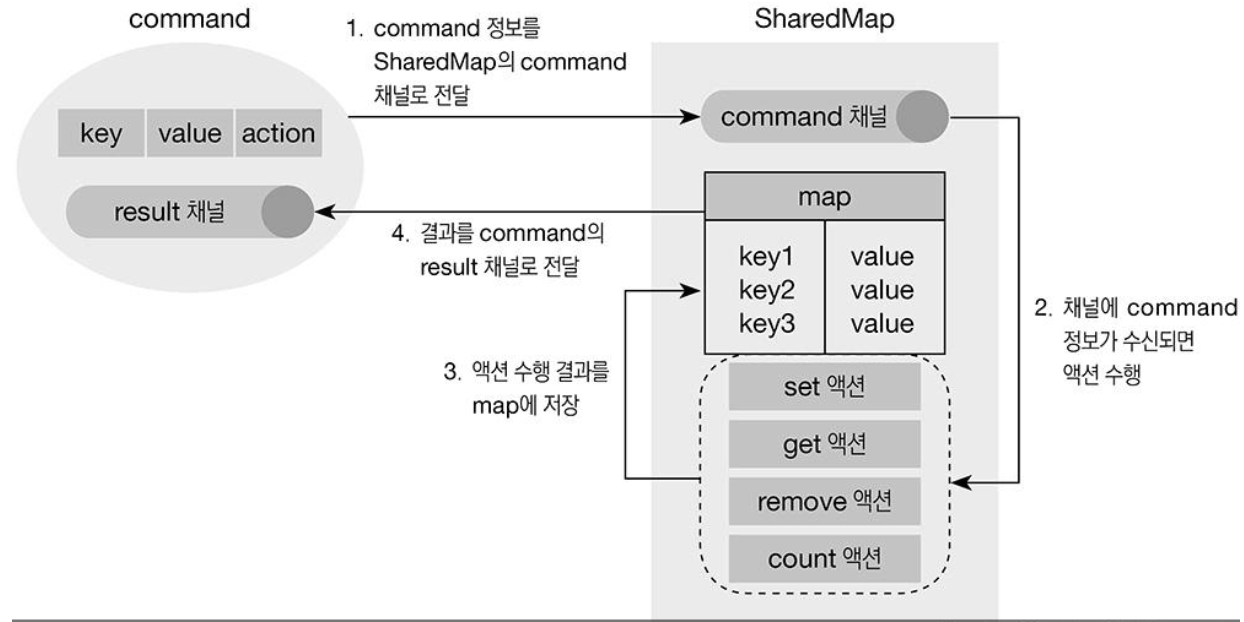 command
SharedMap
1. command 정보를
SharedMap의 command
채널로 전달
key value action
command 채널
result 채널
map
4. 결과를 command의
result 채널로 전달
key1 value
key2 value
key3 value
2. 채널에 command
정보가 수신되면
액션 수행
3. 액션 수행 결과를
map에 저장
set 액션
get 액션
remove 액션
count 액션